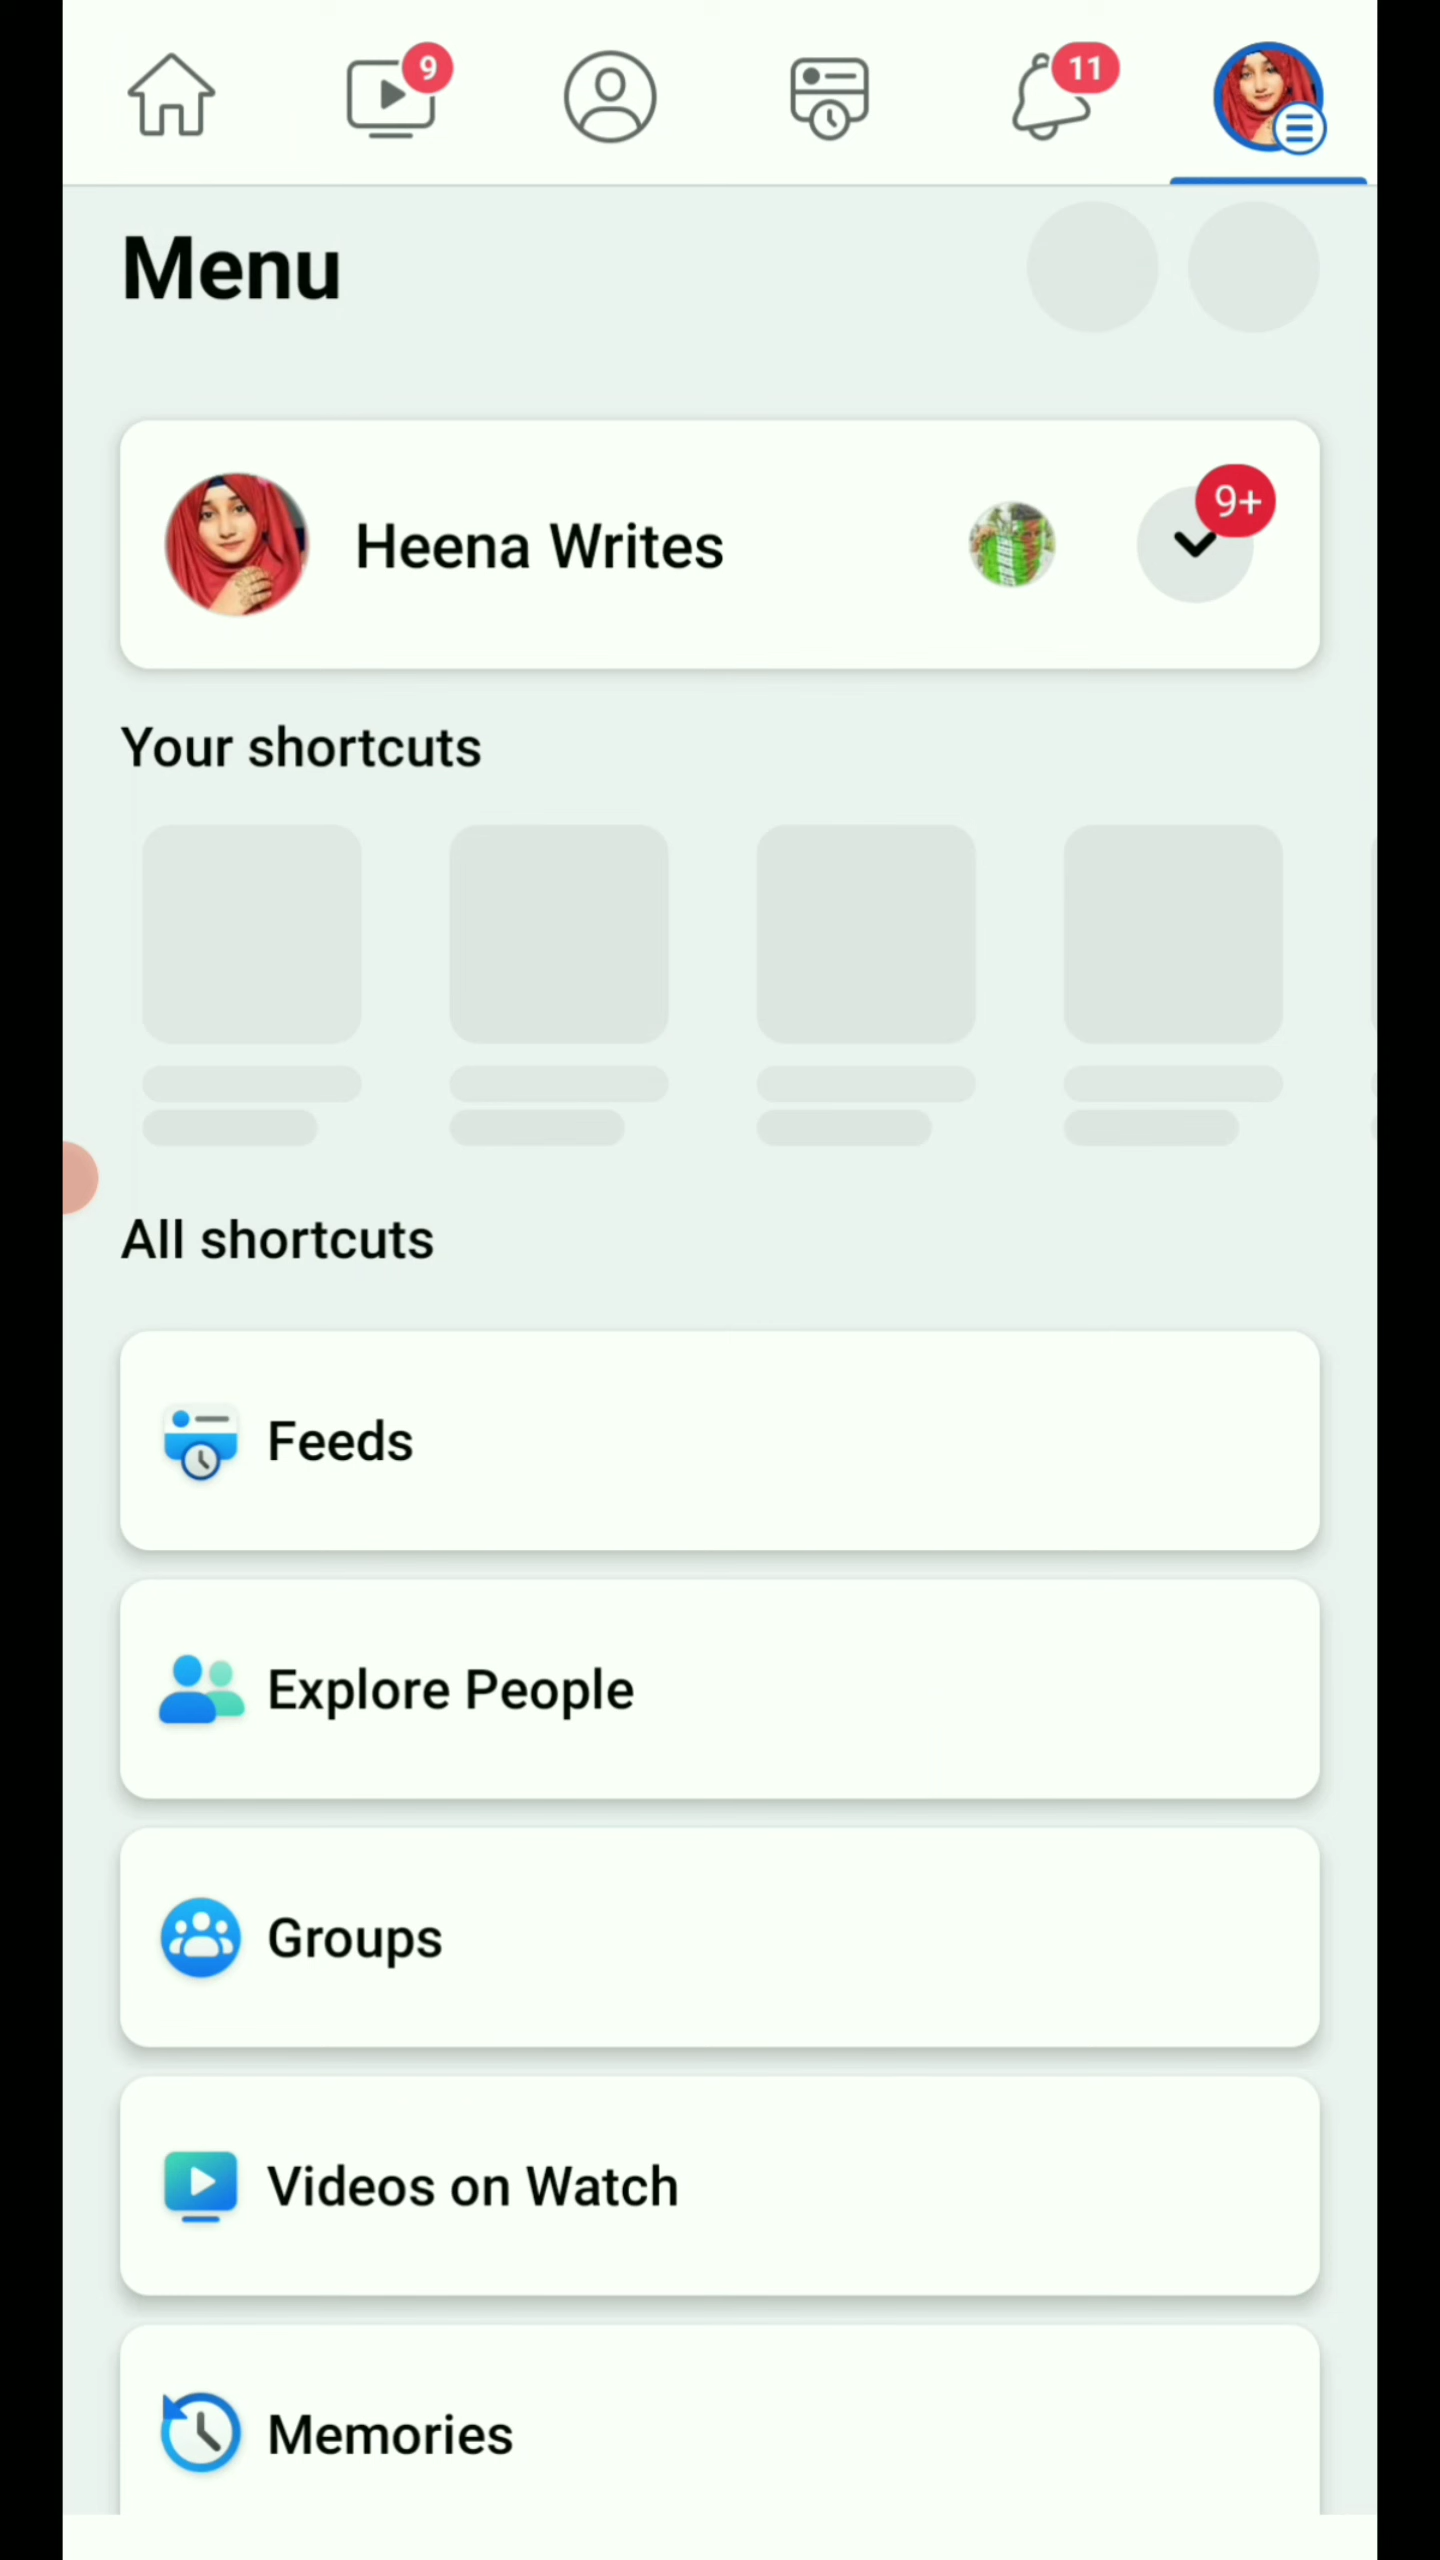 9
11
Menu
Heena Writes
9+
Your shortcuts
All shortcuts
Feeds
Explore People
Groups
Videos on Watch
Memories